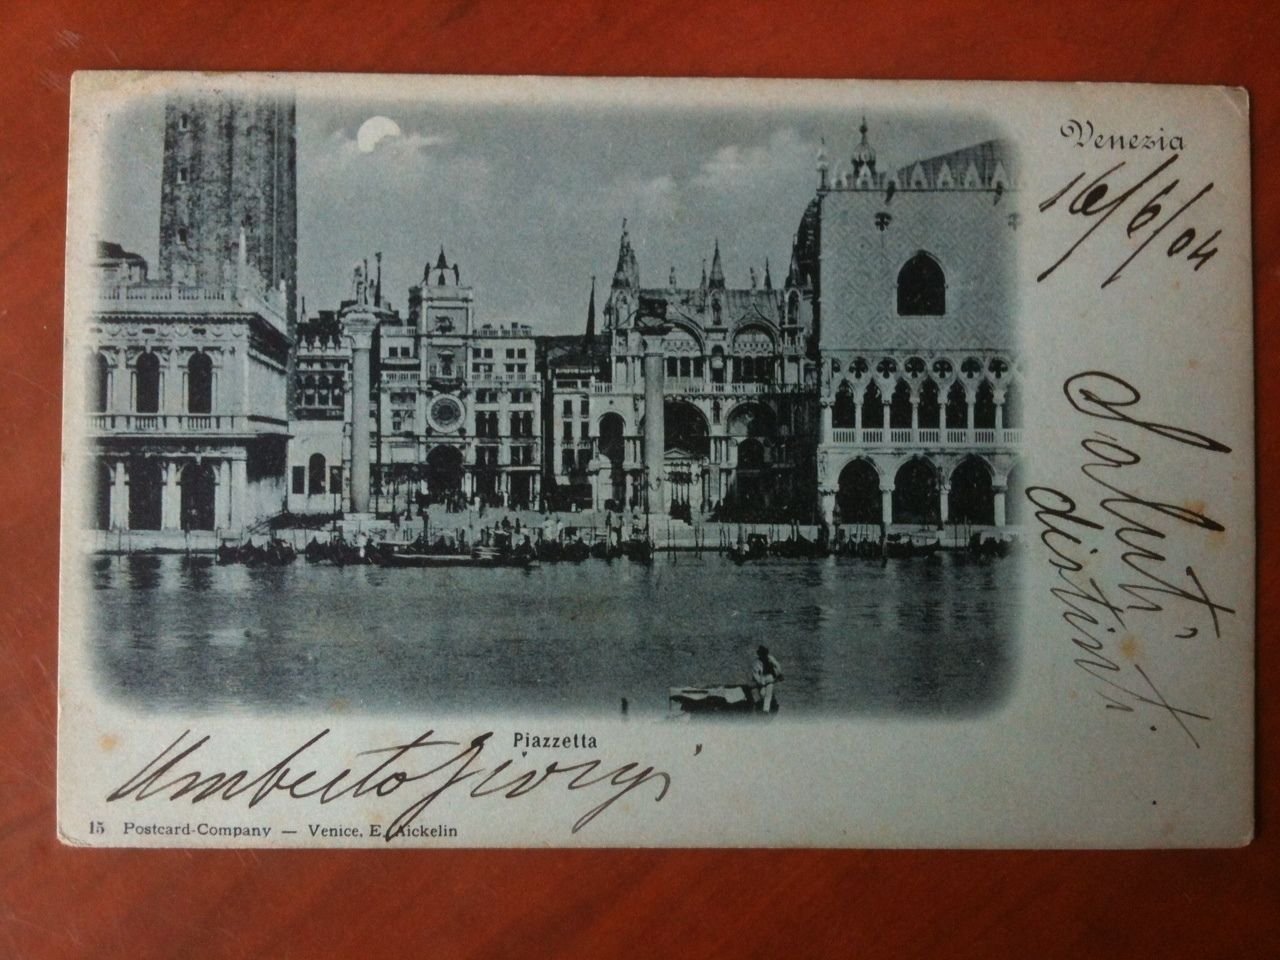 Venezia
16/6/04
Saluti
distinti.
Piazzetta
Umberto Giorgi
15 Postcard-Company — Venice, E. Aickelin